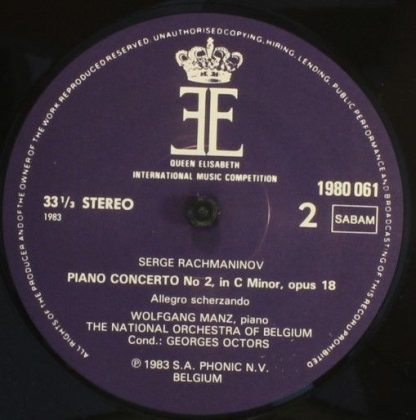 ALL RIGHTS OF THE PRODUCER AND OF THE OWNER OF THE WORK REPRODUCED RESERVED. UNAUTHORISED COPYING, HIRING, LENDING, PUBLIC PERFORMANCE AND BROADCASTING OF THIS RECORD PROHIBITED
QUEEN ELISABETH
INTERNATIONAL MUSIC COMPETITION
33 1/3 STEREO
1983
1980 061
2 SABAM
SERGE RACHMANINOV
PIANO CONCERTO No 2, in C Minor, opus 18
Allegro scherzando
WOLFGANG MANZ, piano
THE NATIONAL ORCHESTRA OF BELGIUM
Cond.: GEORGES OCTORS
℗ 1983 S.A. PHONIC N.V.
BELGIUM